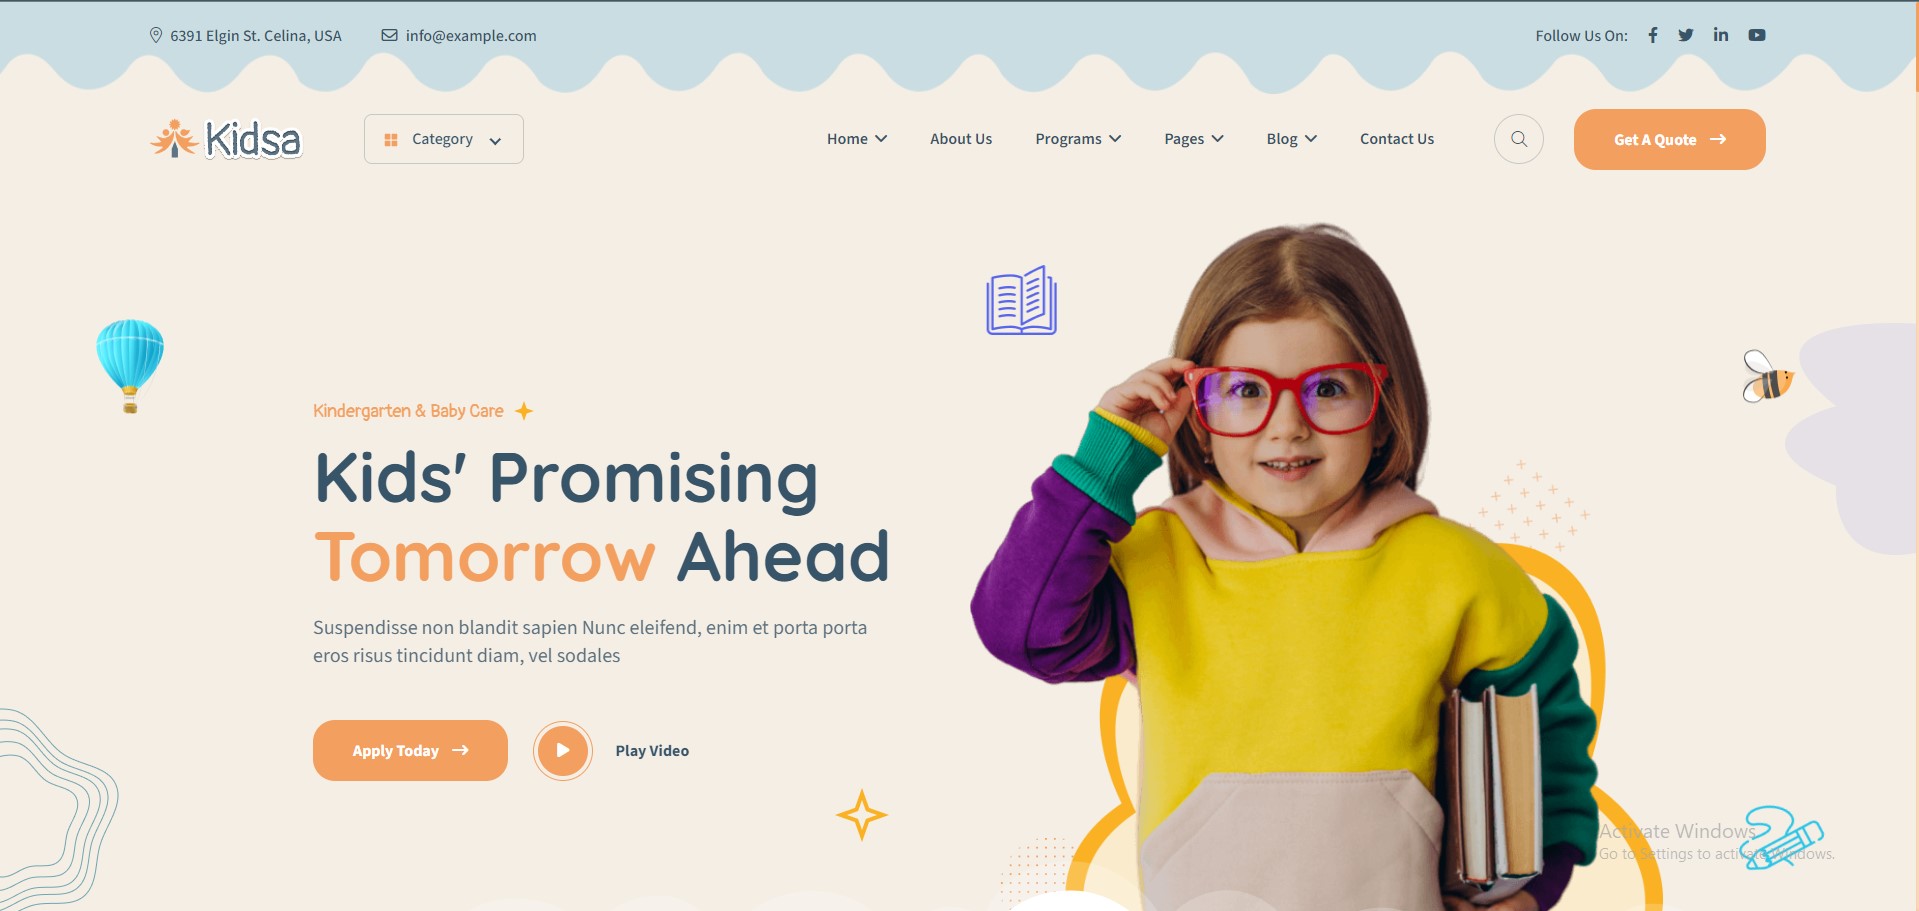 6391 Elgin St. Celina, USA
info@example.com
Follow Us On:
Kidsa
Category
Home
About Us
Programs
Pages
Blog
Contact Us
Get A Quote
Kindergarten & Baby Care
Kids' Promising
Tomorrow Ahead
Suspendisse non blandit sapien Nunc eleifend, enim et porta porta
eros risus tincidunt diam, vel sodales
Apply Today
Play Video
Activate Windows
Go to Settings to activate Windows.